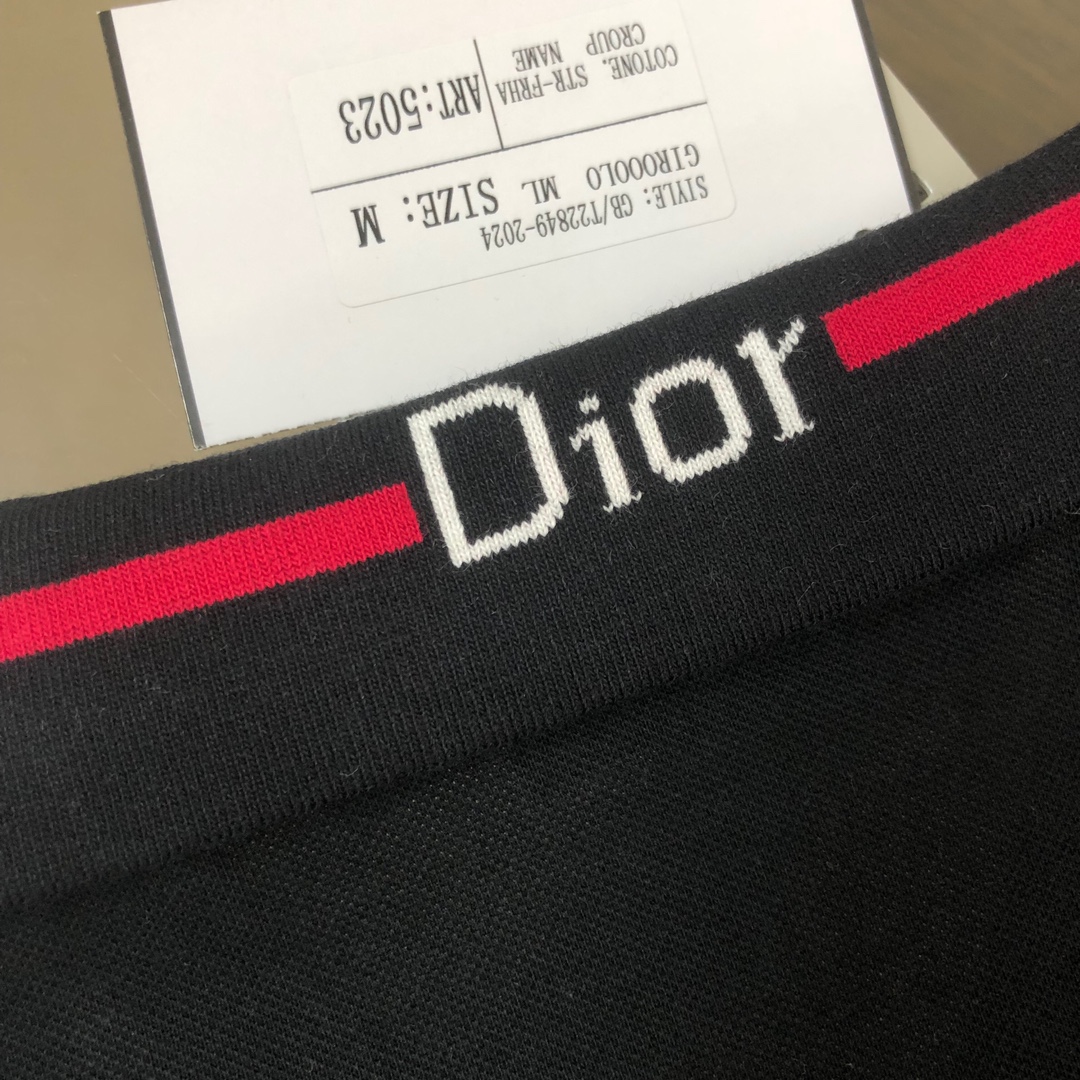 COTONE. STR-FRHA
CROUP NAME
ART:5023
STYLE: GB/T22849-2024
GIROOOLO ML
SIZE: M
Dior